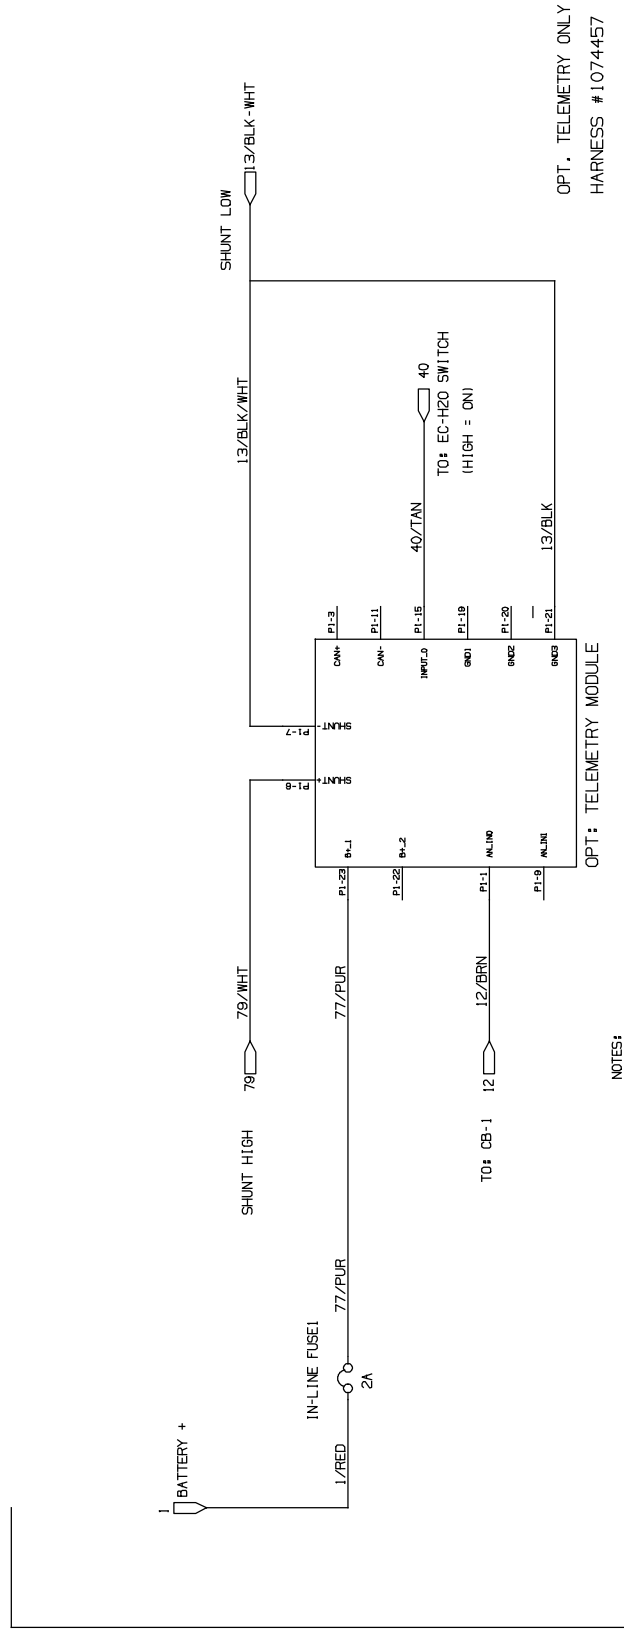 BATTERY +
1
1/RED
IN-LINE FUSE1
2A
77/PUR
77/PUR
SHUNT HIGH
79
79/WHT
TO: CB-1
12
12/BRN
P1-23
B+_1
P1-22
B+_2
P1-1
AN_IN0
P1-9
AN_IN1
P1-8
SHUNT+
P1-7
SHUNT-
P1-3
CAN+
P1-11
CAN-
P1-15
INPUT_0
P1-19
GND1
P1-20
GND2
P1-21
GND3
OPT: TELEMETRY MODULE
13/BLK/WHT
SHUNT LOW
13/BLK-WHT
40/TAN
40
TO: EC-H2O SWITCH
(HIGH = ON)
13/BLK
OPT. TELEMETRY ONLY
HARNESS #1074457
NOTES: